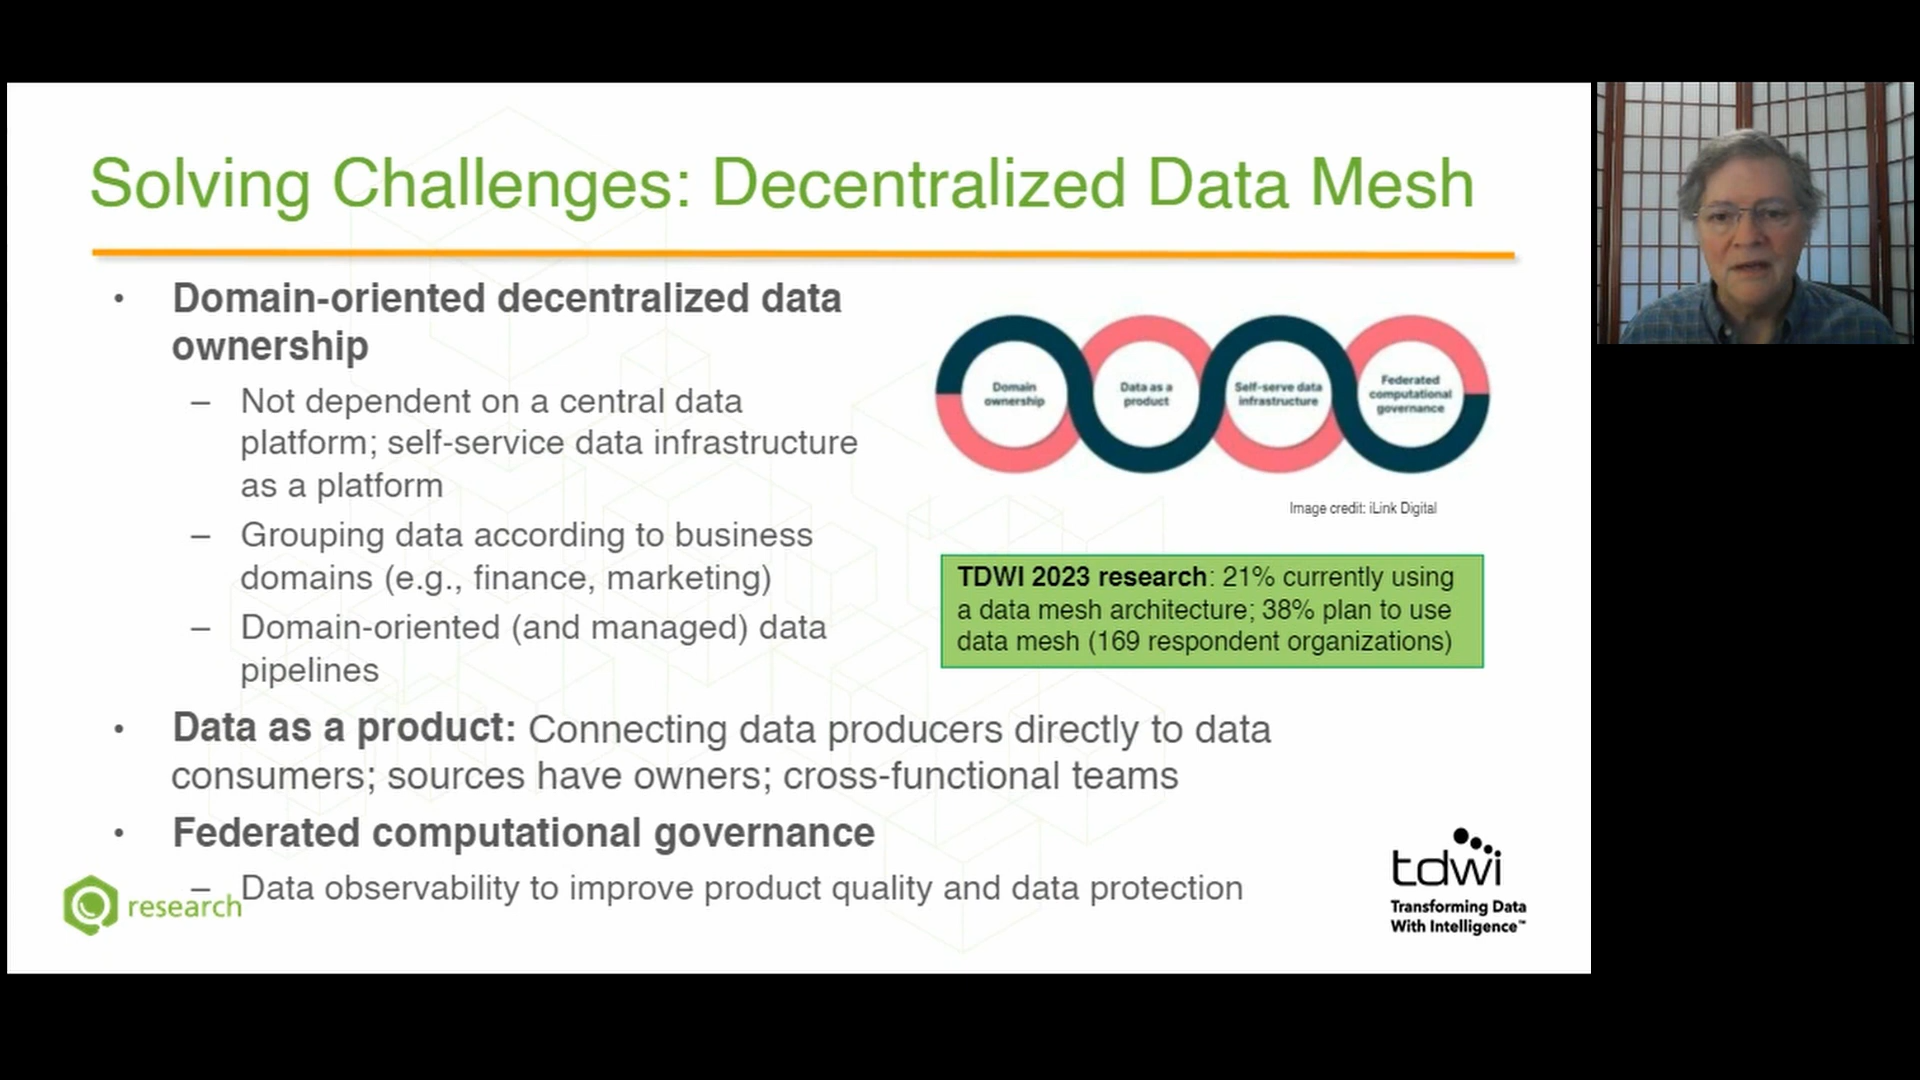 Solving Challenges: Decentralized Data Mesh
• Domain-oriented decentralized data
ownership
– Not dependent on a central data
platform; self-service data infrastructure
as a platform
– Grouping data according to business
domains (e.g., finance, marketing)
– Domain-oriented (and managed) data
pipelines
Domain
ownership
Data as a
product
Self-serve data
infrastructure
Federated
computational
governance
Image credit: iLink Digital
TDWI 2023 research: 21% currently using
a data mesh architecture; 38% plan to use
data mesh (169 respondent organizations)
• Data as a product: Connecting data producers directly to data
consumers; sources have owners; cross-functional teams
• Federated computational governance
– Data observability to improve product quality and data protection
research
tdwi
Transforming Data
With Intelligence™